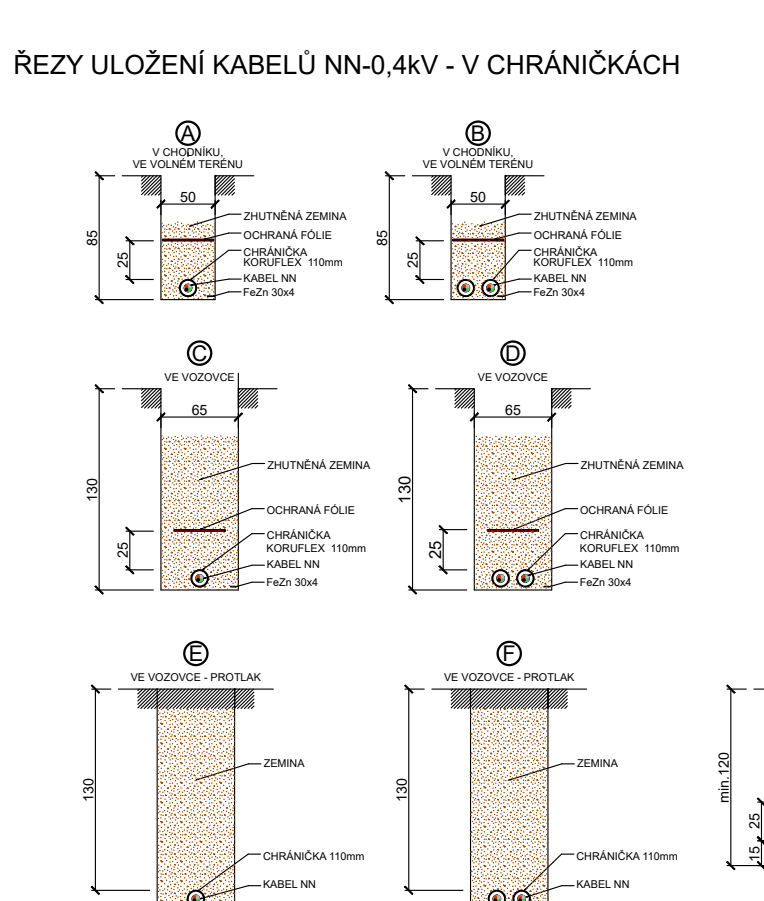 ŘEZY ULOŽENÍ KABELŮ NN-0,4kV - V CHRÁNIČKÁCH
A
V CHODNÍKU,
VE VOLNÉM TERÉNU
50
85
25
ZHUTNĚNÁ ZEMINA
OCHRANÁ FÓLIE
CHRÁNIČKA
KORUFLEX 110mm
KABEL NN
FeZn 30x4
B
V CHODNÍKU,
VE VOLNÉM TERÉNU
50
85
25
ZHUTNĚNÁ ZEMINA
OCHRANÁ FÓLIE
CHRÁNIČKA
KORUFLEX 110mm
KABEL NN
FeZn 30x4
C
VE VOZOVCE
65
130
25
ZHUTNĚNÁ ZEMINA
OCHRANÁ FÓLIE
CHRÁNIČKA
KORUFLEX 110mm
KABEL NN
FeZn 30x4
D
VE VOZOVCE
65
130
25
ZHUTNĚNÁ ZEMINA
OCHRANÁ FÓLIE
CHRÁNIČKA
KORUFLEX 110mm
KABEL NN
FeZn 30x4
E
VE VOZOVCE - PROTLAK
130
ZEMINA
CHRÁNIČKA 110mm
KABEL NN
F
VE VOZOVCE - PROTLAK
130
ZEMINA
CHRÁNIČKA 110mm
KABEL NN
min.120
25
15